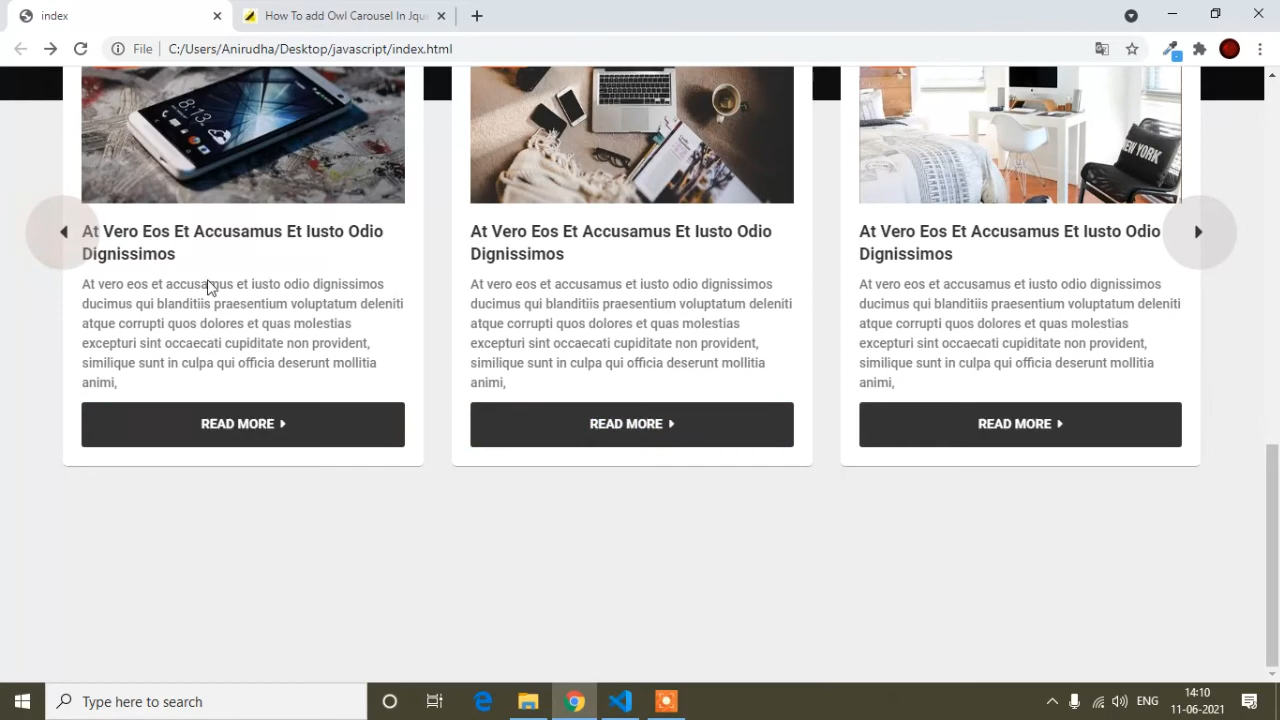 index
How To add Owl Carousel In Jqu
File
C:/Users/Anirudha/Desktop/javascript/index.html
8:13
NEW YORK
At Vero Eos Et Accusamus Et Iusto Odio
Dignissimos
At vero eos et accusamus et iusto odio dignissimos
ducimus qui blanditiis praesentium voluptatum deleniti
atque corrupti quos dolores et quas molestias
excepturi sint occaecati cupiditate non provident,
similique sunt in culpa qui officia deserunt mollitia
animi,
READ MORE
At Vero Eos Et Accusamus Et Iusto Odio
Dignissimos
At vero eos et accusamus et iusto odio dignissimos
ducimus qui blanditiis praesentium voluptatum deleniti
atque corrupti quos dolores et quas molestias
excepturi sint occaecati cupiditate non provident,
similique sunt in culpa qui officia deserunt mollitia
animi,
READ MORE
At Vero Eos Et Accusamus Et Iusto Odio
Dignissimos
At vero eos et accusamus et iusto odio dignissimos
ducimus qui blanditiis praesentium voluptatum deleniti
atque corrupti quos dolores et quas molestias
excepturi sint occaecati cupiditate non provident,
similique sunt in culpa qui officia deserunt mollitia
animi,
READ MORE
Type here to search
ENG
14:10
11-06-2021